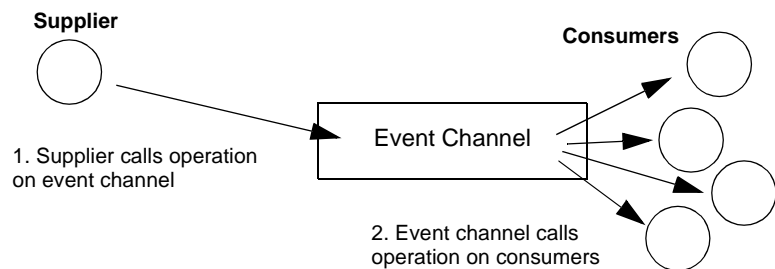 Supplier
Consumers
Event Channel
1. Supplier calls operation
on event channel
2. Event channel calls
operation on consumers